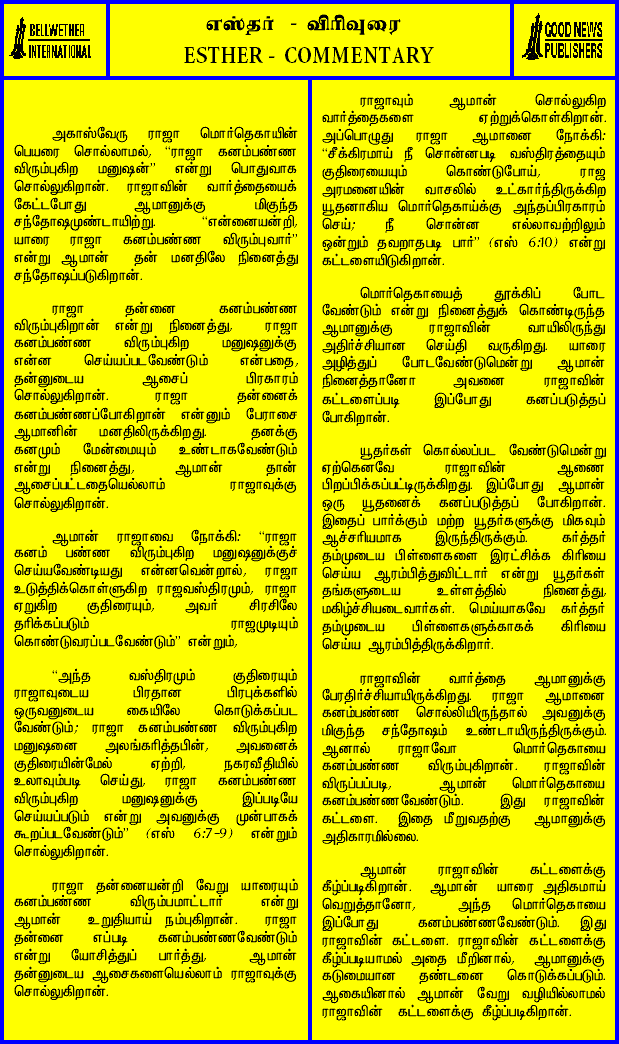 BELLWETHER
INTERNATIONAL
எஸ்தர் - விரிவுரை
ESTHER - COMMENTARY
GOOD NEWS
PUBLISHERS
அகாஸ்வேரு ராஜா மொர்தெகாயின்
பெயரை சொல்லாமல், “ராஜா கனம்பண்ண
விரும்புகிற மனுஷன்” என்று பொதுவாக
சொல்லுகிறான். ராஜாவின் வார்த்தையைக்
கேட்டபோது ஆமானுக்கு மிகுந்த
சந்தோஷமுண்டாயிற்று. “என்னையன்றி,
யாரை ராஜா கனம்பண்ண விரும்புவார்”
என்று ஆமான் தன் மனதிலே நினைத்து
சந்தோஷப்படுகிறான்.
ராஜா தன்னை கனம்பண்ண
விரும்புகிறான் என்று நினைத்து, ராஜா
கனம்பண்ண விரும்புகிற மனுஷனுக்கு
என்ன செய்யப்படவேண்டும் என்பதை,
தன்னுடைய ஆசைப் பிரகாரம்
சொல்லுகிறான். ராஜா தன்னைக்
கனம்பண்ணப்போகிறான் என்னும் பேராசை
ஆமானின் மனதிலிருக்கிறது. தனக்கு
கனமும் மேன்மையும் உண்டாகவேண்டும்
என்று நினைத்து, ஆமான் தான்
ஆசைப்பட்டதையெல்லாம் ராஜாவுக்கு
சொல்லுகிறான்.
ஆமான் ராஜாவை நோக்கி: “ராஜா
கனம் பண்ண விரும்புகிற மனுஷனுக்குச்
செய்யவேண்டியது என்னவென்றால், ராஜா
உடுத்திக்கொள்ளுகிற ராஜவஸ்திரமும், ராஜா
ஏறுகிற குதிரையும், அவர் சிரசிலே
தரிக்கப்படும் ராஜமுடியும்
கொண்டுவரப்படவேண்டும்” என்றும்,
“அந்த வஸ்திரமும் குதிரையும்
ராஜாவுடைய பிரதான பிரபுக்களில்
ஒருவனுடைய கையிலே கொடுக்கப்பட
வேண்டும்; ராஜா கனம்பண்ண விரும்புகிற
மனுஷனை அலங்கரித்தபின், அவனைக்
குதிரையின்மேல் ஏற்றி, நகரவீதியில்
உலாவும்படி செய்து, ராஜா கனம்பண்ண
விரும்புகிற மனுஷனுக்கு இப்படியே
செய்யப்படும் என்று அவனுக்கு முன்பாகக்
கூறப்படவேண்டும்” (எஸ் 6:7-9) என்றும்
சொல்லுகிறான்.
ராஜா தன்னையன்றி வேறு யாரையும்
கனம்பண்ண விரும்பமாட்டார் என்று
ஆமான் உறுதியாய் நம்புகிறான். ராஜா
தன்னை எப்படி கனம்பண்ணவேண்டும்
என்று யோசித்துப் பார்த்து, ஆமான்
தன்னுடைய ஆசைகளையெல்லாம் ராஜாவுக்கு
சொல்லுகிறான்.
ராஜாவும் ஆமான் சொல்லுகிற
வார்த்தைகளை ஏற்றுக்கொள்கிறான்.
அப்பொழுது ராஜா ஆமானை நோக்கி:
“சீக்கிரமாய் நீ சொன்னபடி வஸ்திரத்தையும்
குதிரையையும் கொண்டுபோய், ராஜ
அரமனையின் வாசலில் உட்கார்ந்திருக்கிற
யூதனாகிய மொர்தெகாய்க்கு அந்தப்பிரகாரம்
செய்; நீ சொன்ன எல்லாவற்றிலும்
ஒன்றும் தவறாதபடி பார்” (எஸ் 6:10) என்று
கட்டளையிடுகிறான்.
மொர்தெகாயைத் தூக்கிப் போட
வேண்டும் என்று நினைத்துக் கொண்டிருந்த
ஆமானுக்கு ராஜாவின் வாயிலிருந்து
அதிர்ச்சியான செய்தி வருகிறது. யாரை
அழித்துப் போடவேண்டுமென்று ஆமான்
நினைத்தானோ அவனை ராஜாவின்
கட்டளைப்படி இப்போது கனப்படுத்தப்
போகிறான்.
யூதர்கள் கொல்லப்பட வேண்டுமென்று
ஏற்கெனவே ராஜாவின் ஆணை
பிறப்பிக்கப்பட்டிருக்கிறது. இப்போது ஆமான்
ஒரு யூதனைக் கனப்படுத்தப் போகிறான்.
இதைப் பார்க்கும் மற்ற யூதர்களுக்கு மிகவும்
ஆச்சரியமாக இருந்திருக்கும். கர்த்தர்
தம்முடைய பிள்ளைகளை இரட்சிக்க கிரியை
செய்ய ஆரம்பித்துவிட்டார் என்று யூதர்கள்
தங்களுடைய உள்ளத்தில் நினைத்து,
மகிழ்ச்சியடைவார்கள். மெய்யாகவே கர்த்தர்
தம்முடைய பிள்ளைகளுக்காகக் கிரியை
செய்ய ஆரம்பித்திருக்கிறார்.
ராஜாவின் வார்த்தை ஆமானுக்கு
பேரதிர்ச்சியாயிருக்கிறது. ராஜா ஆமானை
கனம்பண்ண சொல்லியிருந்தால் அவனுக்கு
மிகுந்த சந்தோஷம் உண்டாயிருந்திருக்கும்.
ஆனால் ராஜாவோ மொர்தெகாயை
கனம்பண்ண விரும்புகிறான். ராஜாவின்
விருப்பப்படி, ஆமான் மொர்தெகாயை
கனம்பண்ணவேண்டும். இது ராஜாவின்
கட்டளை. இதை மீறுவதற்கு ஆமானுக்கு
அதிகாரமில்லை.
ஆமான் ராஜாவின் கட்டளைக்கு
கீழ்ப்படிகிறான். ஆமான் யாரை அதிகமாய்
வெறுத்தானோ, அந்த மொர்தெகாயை
இப்போது கனம்பண்ணவேண்டும். இது
ராஜாவின் கட்டளை. ராஜாவின் கட்டளைக்கு
கீழ்ப்படியாமல் அதை மீறினால், ஆமானுக்கு
கடுமையான தண்டனை கொடுக்கப்படும்.
ஆகையினால் ஆமான் வேறு வழியில்லாமல்
ராஜாவின் கட்டளைக்கு கீழ்ப்படிகிறான்.